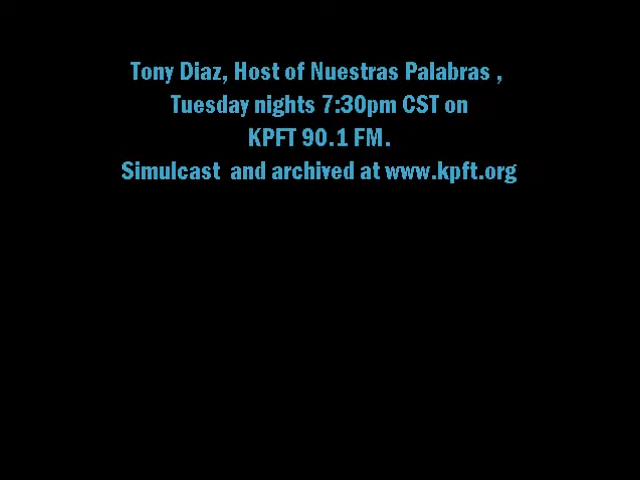 Tony Diaz, Host of Nuestras Palabras ,
Tuesday nights 7:30pm CST on
KPFT 90.1 FM.
Simulcast  and archived at www.kpft.org